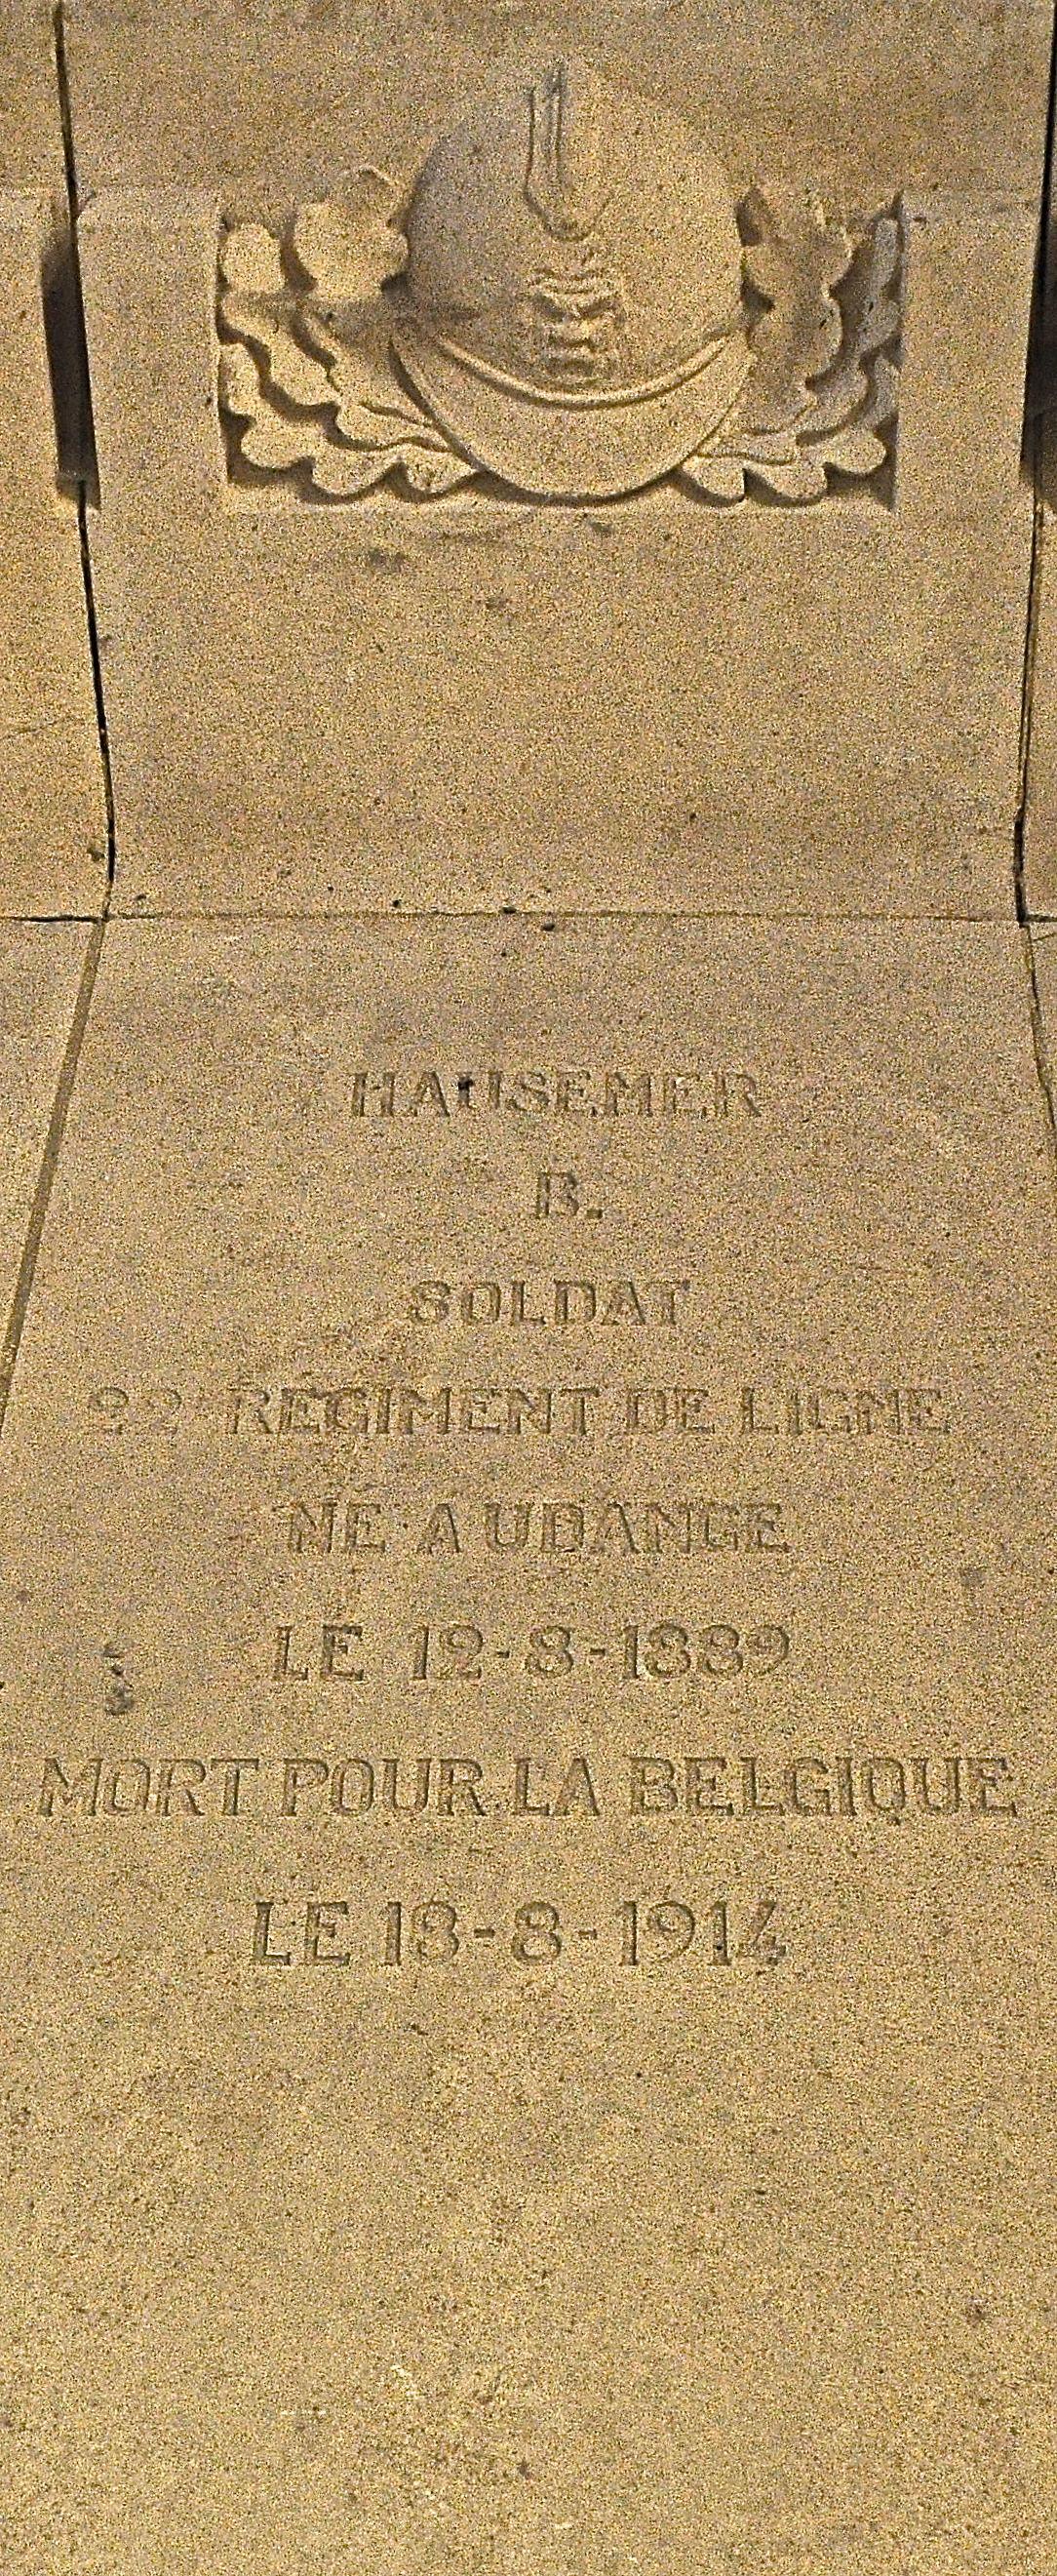 HAUSEMER
B.
SOLDAT
22 REGIMENT DE LIGNE
NE A UDANGE
LE 12-8-1889
MORT POUR LA BELGIQUE
LE 18-8-1914